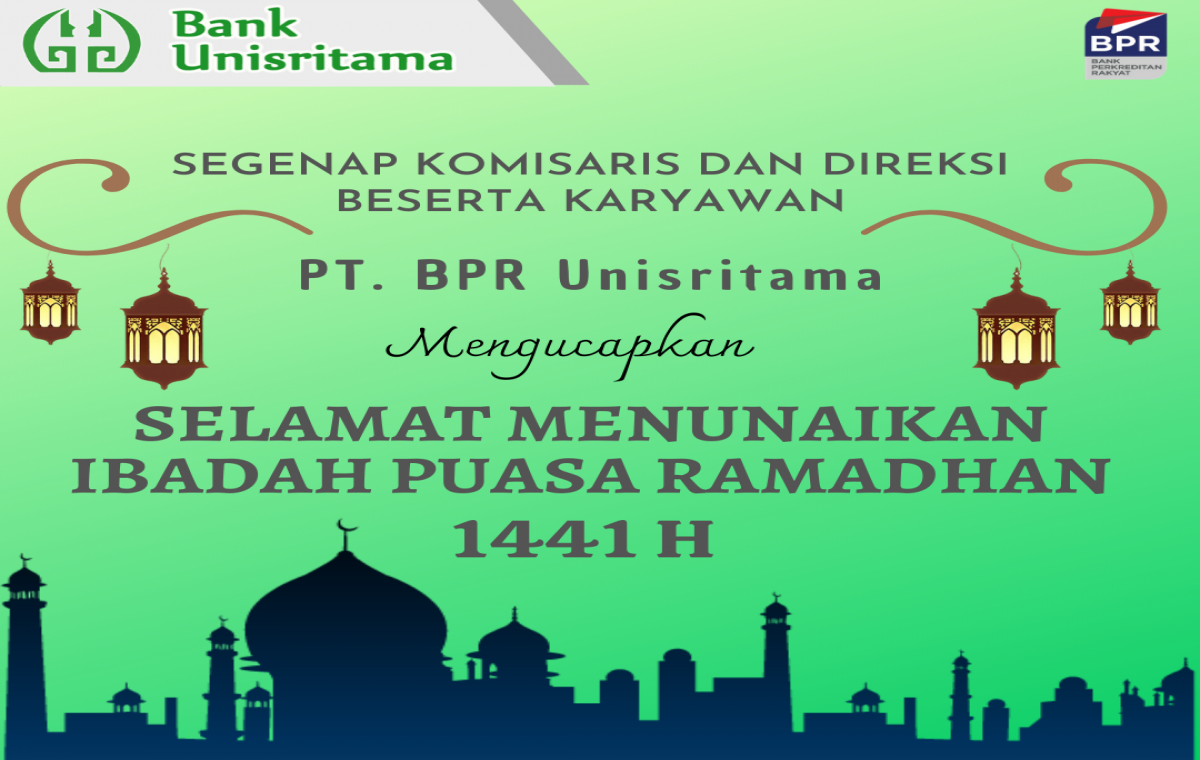 Bank
Unisritama
BPR
BANK
PERKREDITAN
RAKYAT
SEGENAP KOMISARIS DAN DIREKSI
BESERTA KARYAWAN
PT. BPR Unisritama
Mengucapkan
SELAMAT MENUNAIKAN
IBADAH PUASA RAMADHAN
1441 H